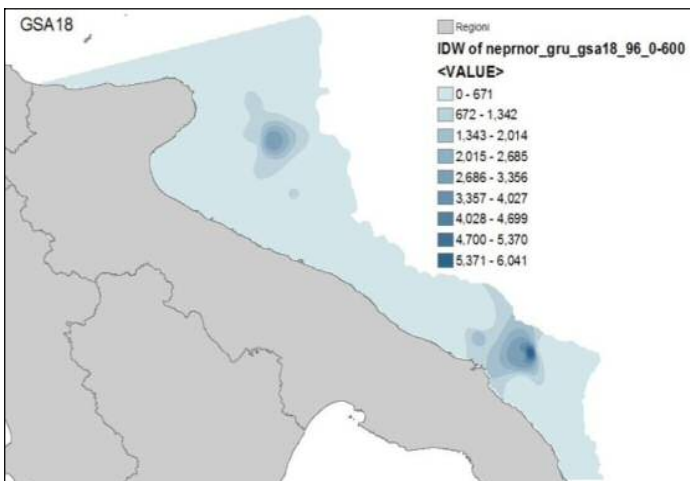 GSA18
Regioni
IDW of neprnor_gru_gsa18_96_0-600
<VALUE>
0 - 671
672 - 1,342
1,343 - 2,014
2,015 - 2,685
2,686 - 3,356
3,357 - 4,027
4,028 - 4,699
4,700 - 5,370
5,371 - 6,041